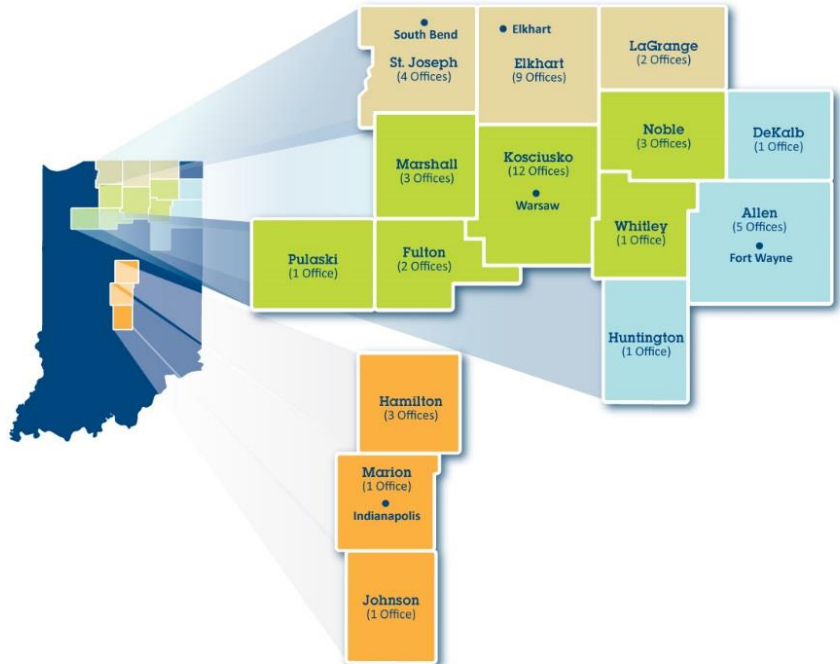 South Bend
St. Joseph
(4 Offices)
Elkhart
Elkhart
(9 Offices)
LaGrange
(2 Offices)
Marshall
(3 Offices)
Kosciusko
(12 Offices)
Warsaw
Noble
(3 Offices)
DeKalb
(1 Office)
Pulaski
(1 Office)
Fulton
(2 Offices)
Whitley
(1 Office)
Allen
(5 Offices)
Fort Wayne
Huntington
(1 Office)
Hamilton
(3 Offices)
Marion
(1 Office)
Indianapolis
Johnson
(1 Office)